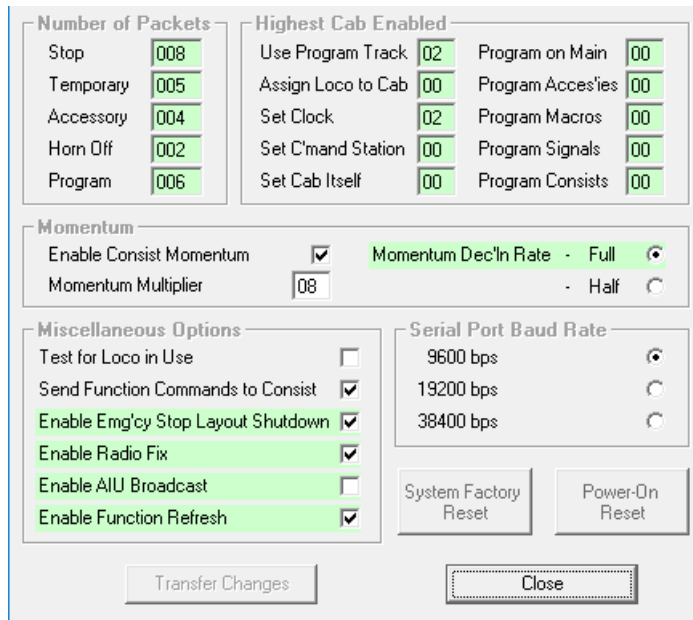 Number of Packets
Stop 008
Temporary 005
Accessory 004
Horn Off 002
Program 006
Highest Cab Enabled
Use Program Track 02 Program on Main 00
Assign Loco to Cab 00 Program Acces'ies 00
Set Clock 02 Program Macros 00
Set C'mand Station 00 Program Signals 00
Set Cab Itself 00 Program Consists 00
Momentum
Enable Consist Momentum Momentum Dec'ln Rate - Full
Momentum Multiplier 08 - Half
Miscellaneous Options
Test for Loco in Use
Send Function Commands to Consist
Enable Emg'cy Stop Layout Shutdown
Enable Radio Fix
Enable AIU Broadcast
Enable Function Refresh
Serial Port Baud Rate
9600 bps
19200 bps
38400 bps
System Factory
Reset
Power-On
Reset
Transfer Changes
Close